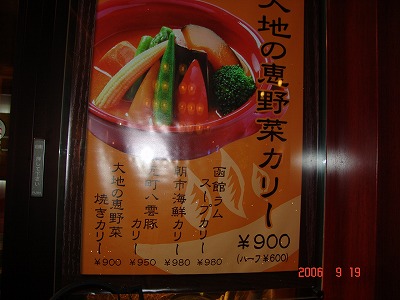 大地の恵野菜カリー
¥900
(ハーフ¥600)
函館ラム
スープカリー
¥980
朝市海鮮カリー
¥980
町八雲豚
カリー
¥950
大地の恵野菜
焼きカリー
¥900
2006 9 19